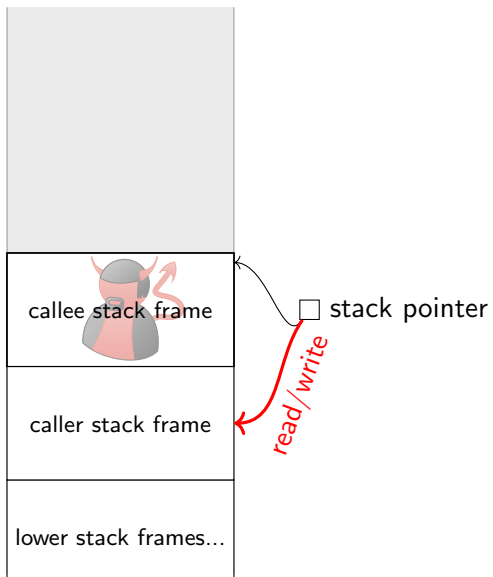 callee stack frame
stack pointer
read/write
caller stack frame
lower stack frames...